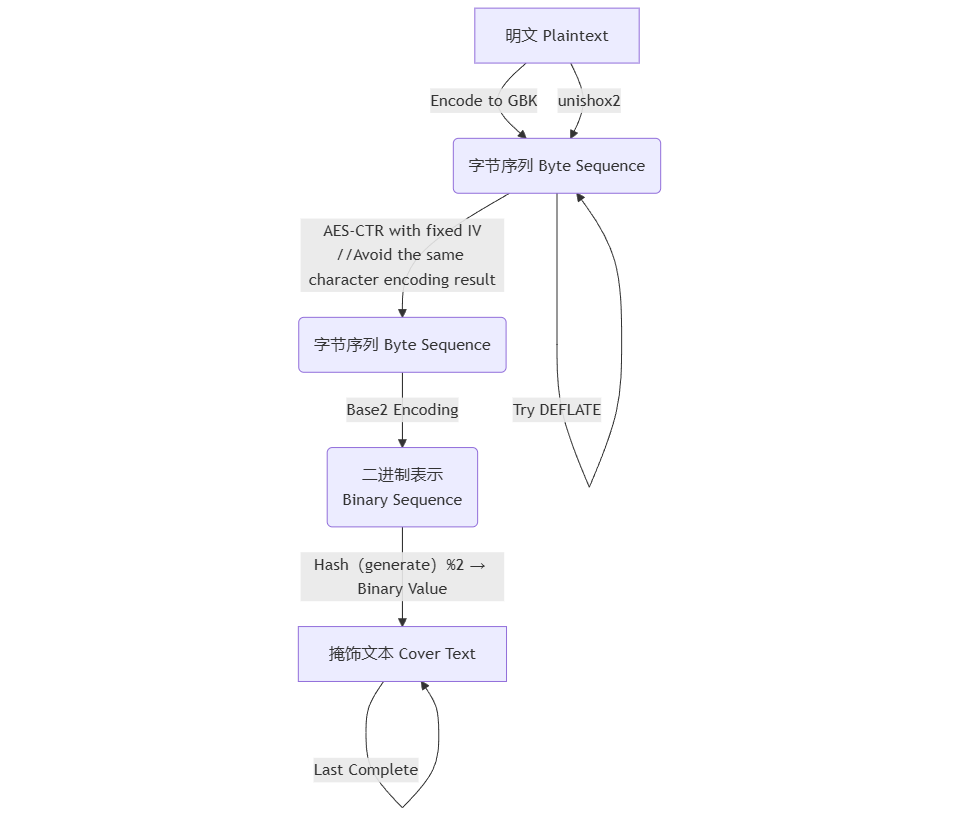 明文 Plaintext
Encode to GBK
unishox2
字节序列 Byte Sequence
AES-CTR with fixed IV
//Avoid the same
character encoding result
字节序列 Byte Sequence
Base2 Encoding
Try DEFLATE
二进制表示
Binary Sequence
Hash（generate）%2 →
Binary Value
掩饰文本 Cover Text
Last Complete